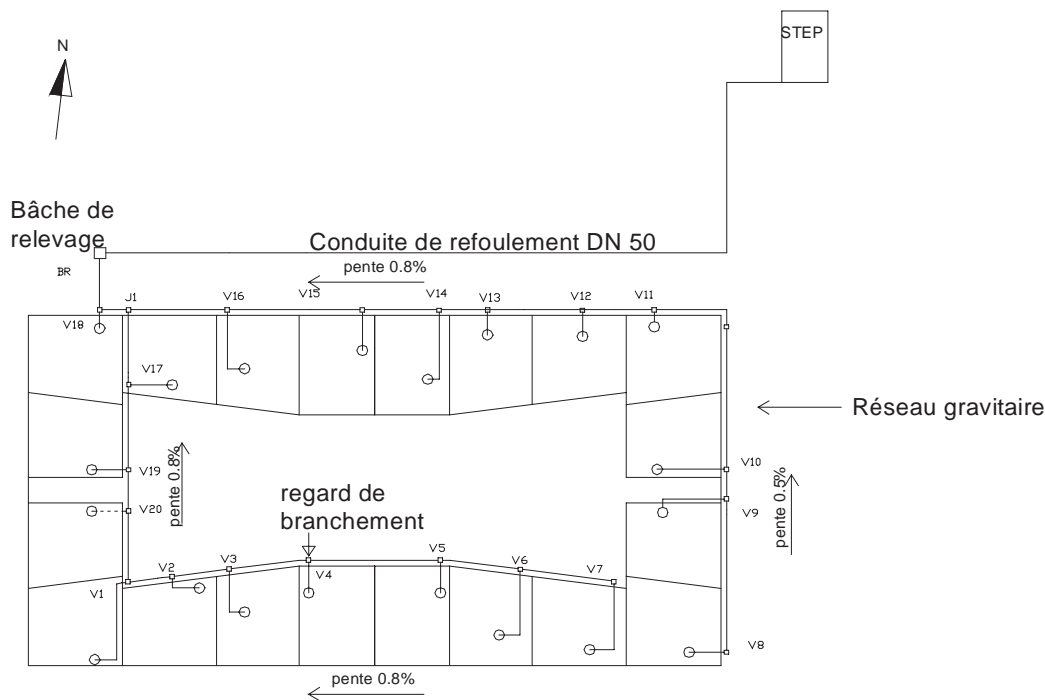 STEP
N
Bâche de
relevage
Conduite de refoulement DN 50
BR
pente 0.8%
J1
V16
V15
V14
V13
V12
V11
V18
V17
Réseau gravitaire
V19
V10
pente 0.8%
regard de
branchement
pente 0.5%
V20
V9
V5
V3
V6
V2
V4
V7
V1
V8
pente 0.8%